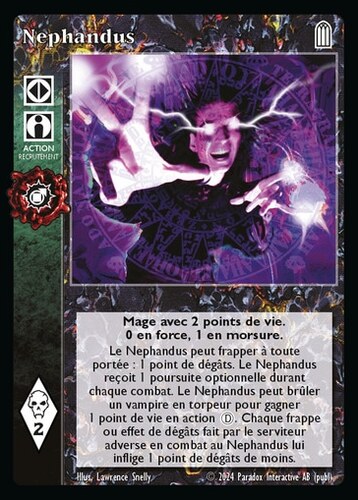 Nephandus
ACTION
RECRUTEMENT
Mage avec 2 points de vie.
0 en force, 1 en morsure.
Le Nephandus peut frapper à toute
portée : 1 point de dégâts. Le Nephandus
reçoit 1 poursuite optionnelle durant
chaque combat. Le Nephandus peut brûler
un vampire en torpeur pour gagner
1 point de vie en action Ⓓ. Chaque frappe
ou effet de dégâts fait par le serviteur
adverse en combat au Nephandus lui
inflige 1 point de dégâts de moins.
2
Illus. Lawrence Snelly
© 2024 Paradox Interactive AB (publ)